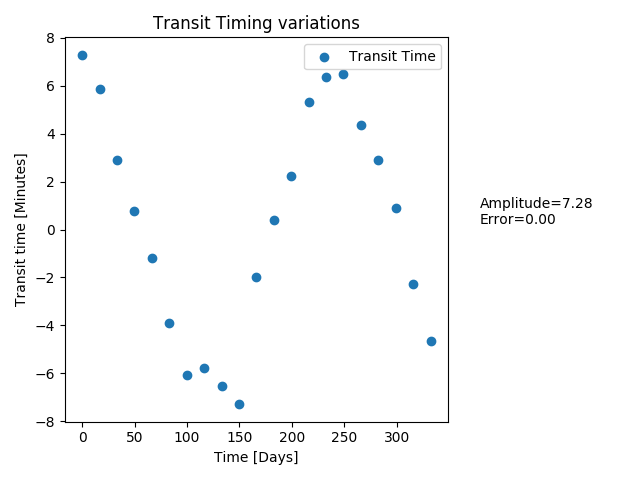 Transit Timing variations
Transit Time
8
6
4
2
0
−2
−4
−6
−8
Transit time [Minutes]
0 50 100 150 200 250 300
Time [Days]
Amplitude=7.28
Error=0.00